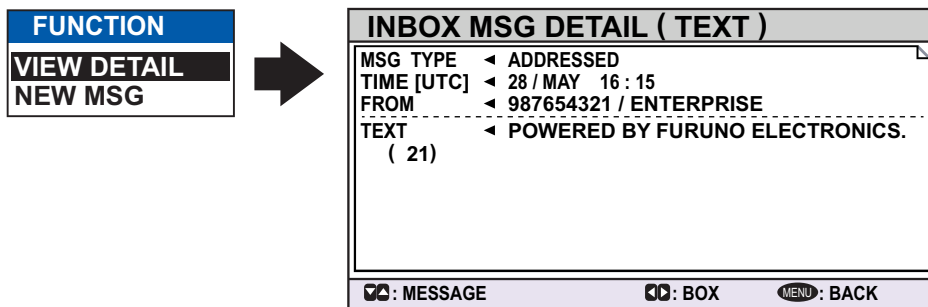 FUNCTION
VIEW DETAIL
NEW MSG
INBOX MSG DETAIL ( TEXT )
MSG TYPE ◄ ADDRESSED
TIME [UTC] ◄ 28 / MAY 16 : 15
FROM ◄ 987654321 / ENTERPRISE
TEXT ◄ POWERED BY FURUNO ELECTRONICS.
( 21)
▼▲ : MESSAGE ◄► : BOX MENU : BACK